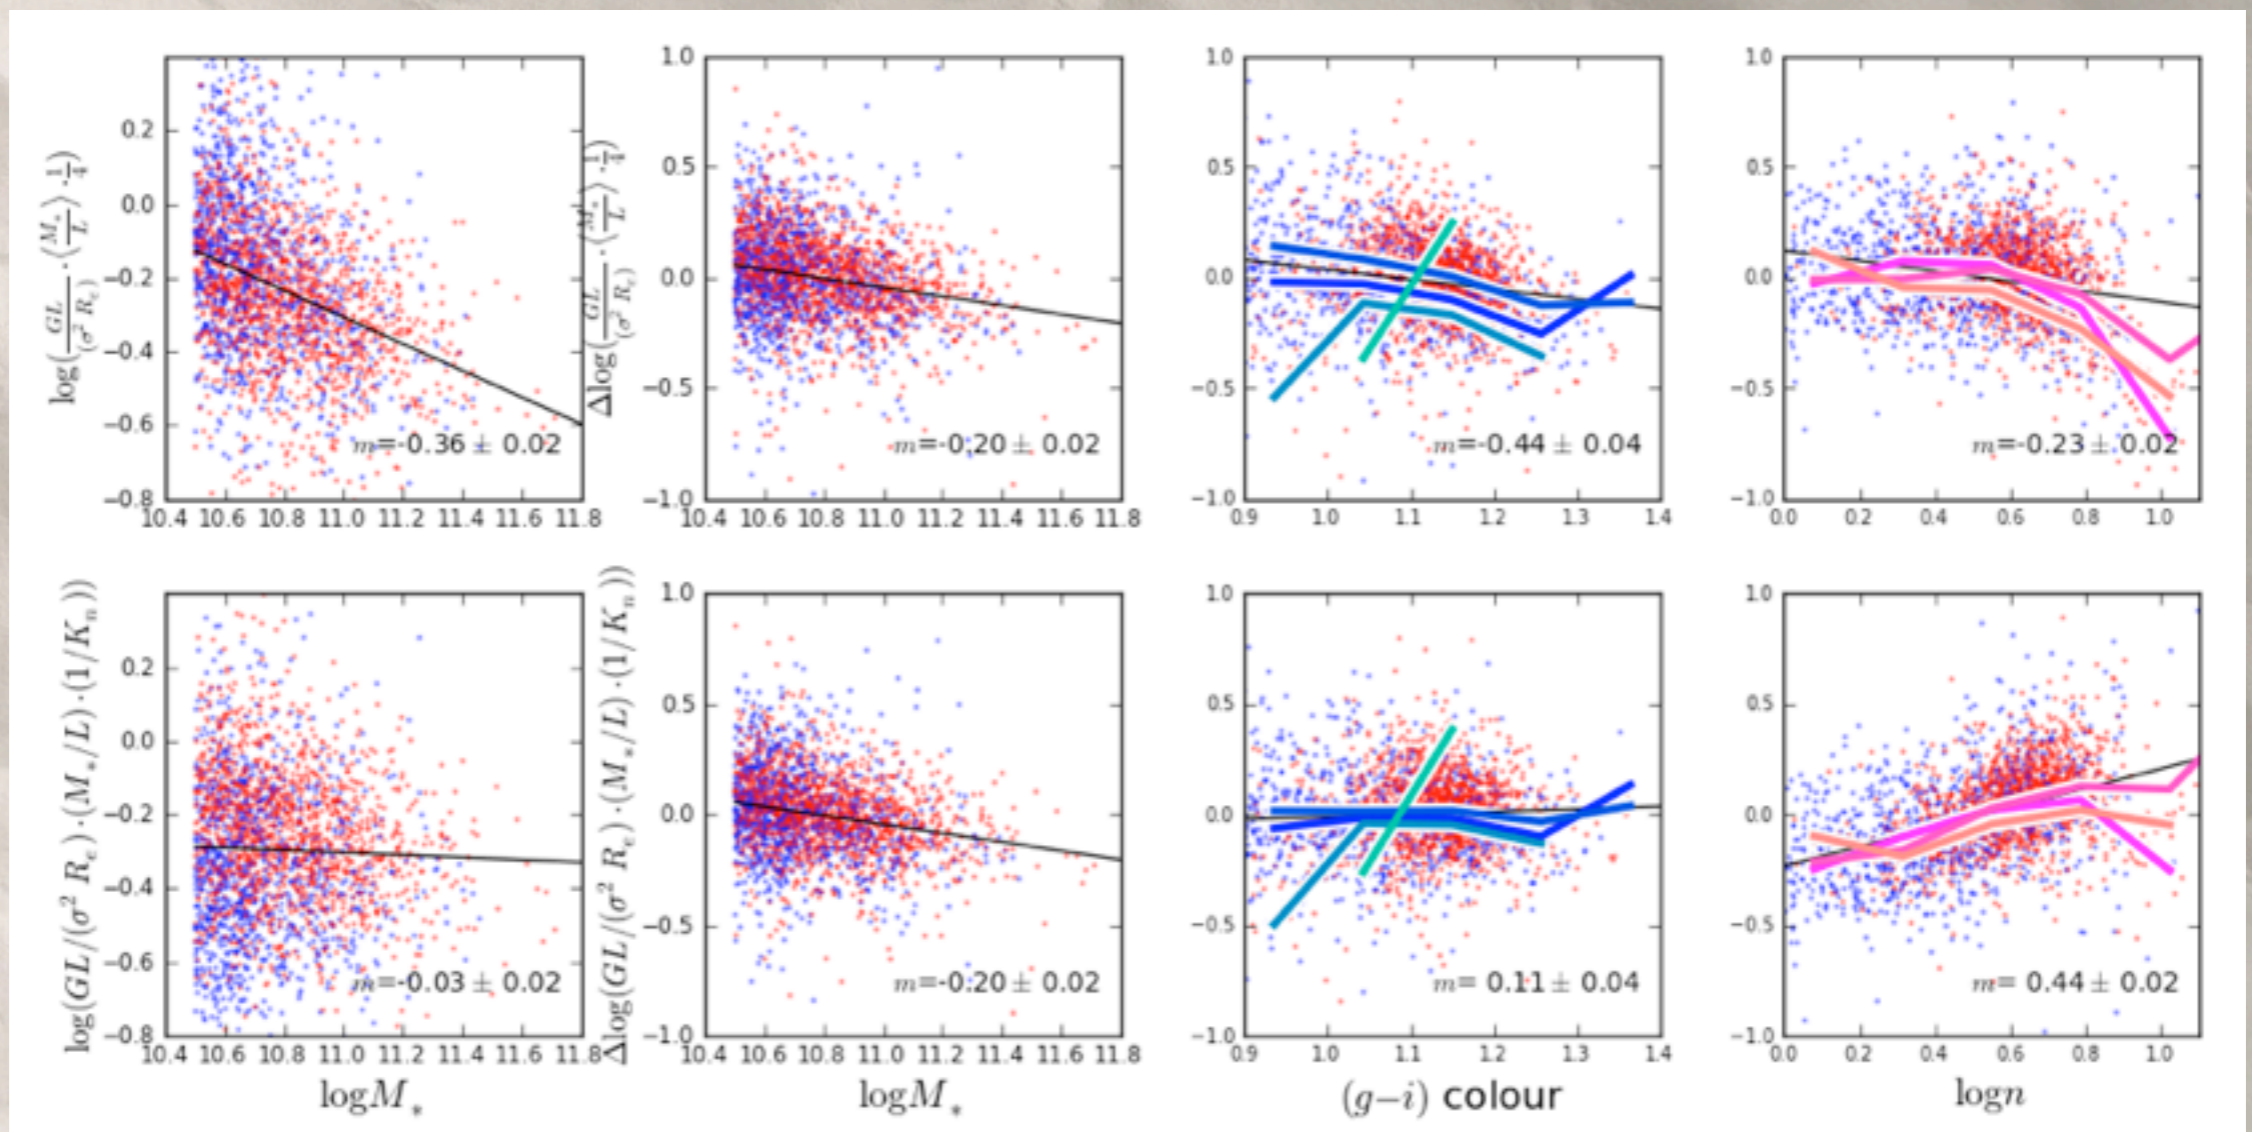 log(GL/(σ² R_e) · ⟨M_*/L⟩ · 1/4)
0.2
0.0
−0.2
−0.4
−0.6
−0.8
10.4 10.6 10.8 11.0 11.2 11.4 11.6 11.8
m=-0.36 ± 0.02
Δlog(GL/(σ² R_e) · ⟨M_*/L⟩ · 1/4)
1.0
0.5
0.0
−0.5
−1.0
10.4 10.6 10.8 11.0 11.2 11.4 11.6 11.8
m=-0.20 ± 0.02
1.0
0.5
0.0
−0.5
−1.0
0.9 1.0 1.1 1.2 1.3 1.4
m=-0.44 ± 0.04
1.0
0.5
0.0
−0.5
−1.0
0.0 0.2 0.4 0.6 0.8 1.0
m=-0.23 ± 0.02
log(GL/(σ² R_e)·(M_*/L)·(1/K_n))
0.2
0.0
−0.2
−0.4
−0.6
−0.8
10.4 10.6 10.8 11.0 11.2 11.4 11.6 11.8
m=-0.03 ± 0.02
logM_*
Δlog(GL/(σ² R_e)·(M_*/L)·(1/K_n))
1.0
0.5
0.0
−0.5
−1.0
10.4 10.6 10.8 11.0 11.2 11.4 11.6 11.8
m=-0.20 ± 0.02
logM_*
1.0
0.5
0.0
−0.5
−1.0
0.9 1.0 1.1 1.2 1.3 1.4
m= 0.11 ± 0.04
(g−i) colour
1.0
0.5
0.0
−0.5
−1.0
0.0 0.2 0.4 0.6 0.8 1.0
m= 0.44 ± 0.02
logn